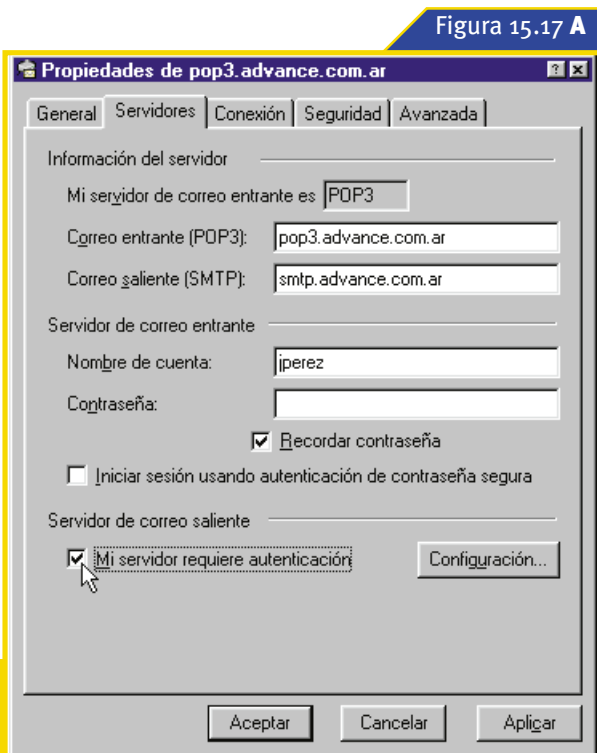 Figura 15.17 A
Propiedades de pop3.advance.com.ar
General Servidores Conexión Seguridad Avanzada
Información del servidor
Mi servidor de correo entrante es POP3
Correo entrante (POP3): pop3.advance.com.ar
Correo saliente (SMTP): smtp.advance.com.ar
Servidor de correo entrante
Nombre de cuenta: jperez
Contraseña:
Recordar contraseña
Iniciar sesión usando autenticación de contraseña segura
Servidor de correo saliente
Mi servidor requiere autenticación Configuración...
Aceptar Cancelar Aplicar